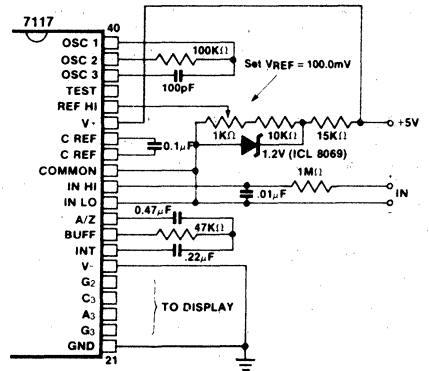 7117
40
OSC 1
OSC 2
OSC 3
TEST
REF HI
V+
C REF
C REF
COMMON
IN HI
IN LO
A/Z
BUFF
INT
V-
G2
C3
A3
G3
GND
21
100KΩ
100pF
Set VREF = 100.0mV
1KΩ
10KΩ
15KΩ
+5V
0.1μF
1.2V (ICL 8069)
1MΩ
.01μF
+
IN
-
0.47μF
47KΩ
.22μF
TO DISPLAY